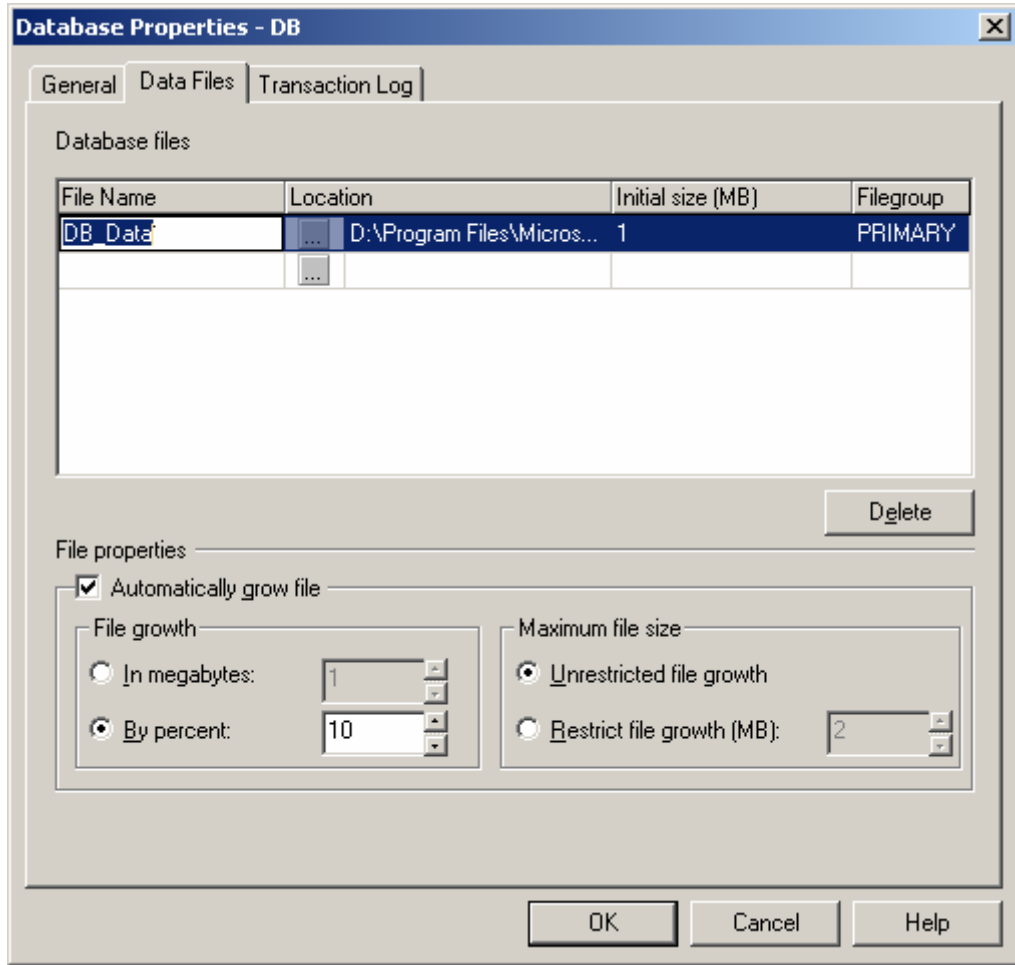 Database Properties - DB
General Data Files Transaction Log
Database files
File Name Location Initial size (MB) Filegroup
DB_Data ... D:\Program Files\Micros... 1 PRIMARY
...
Delete
File properties
Automatically grow file
File growth Maximum file size
In megabytes: 1 Unrestricted file growth
By percent: 10 Restrict file growth (MB): 2
OK Cancel Help